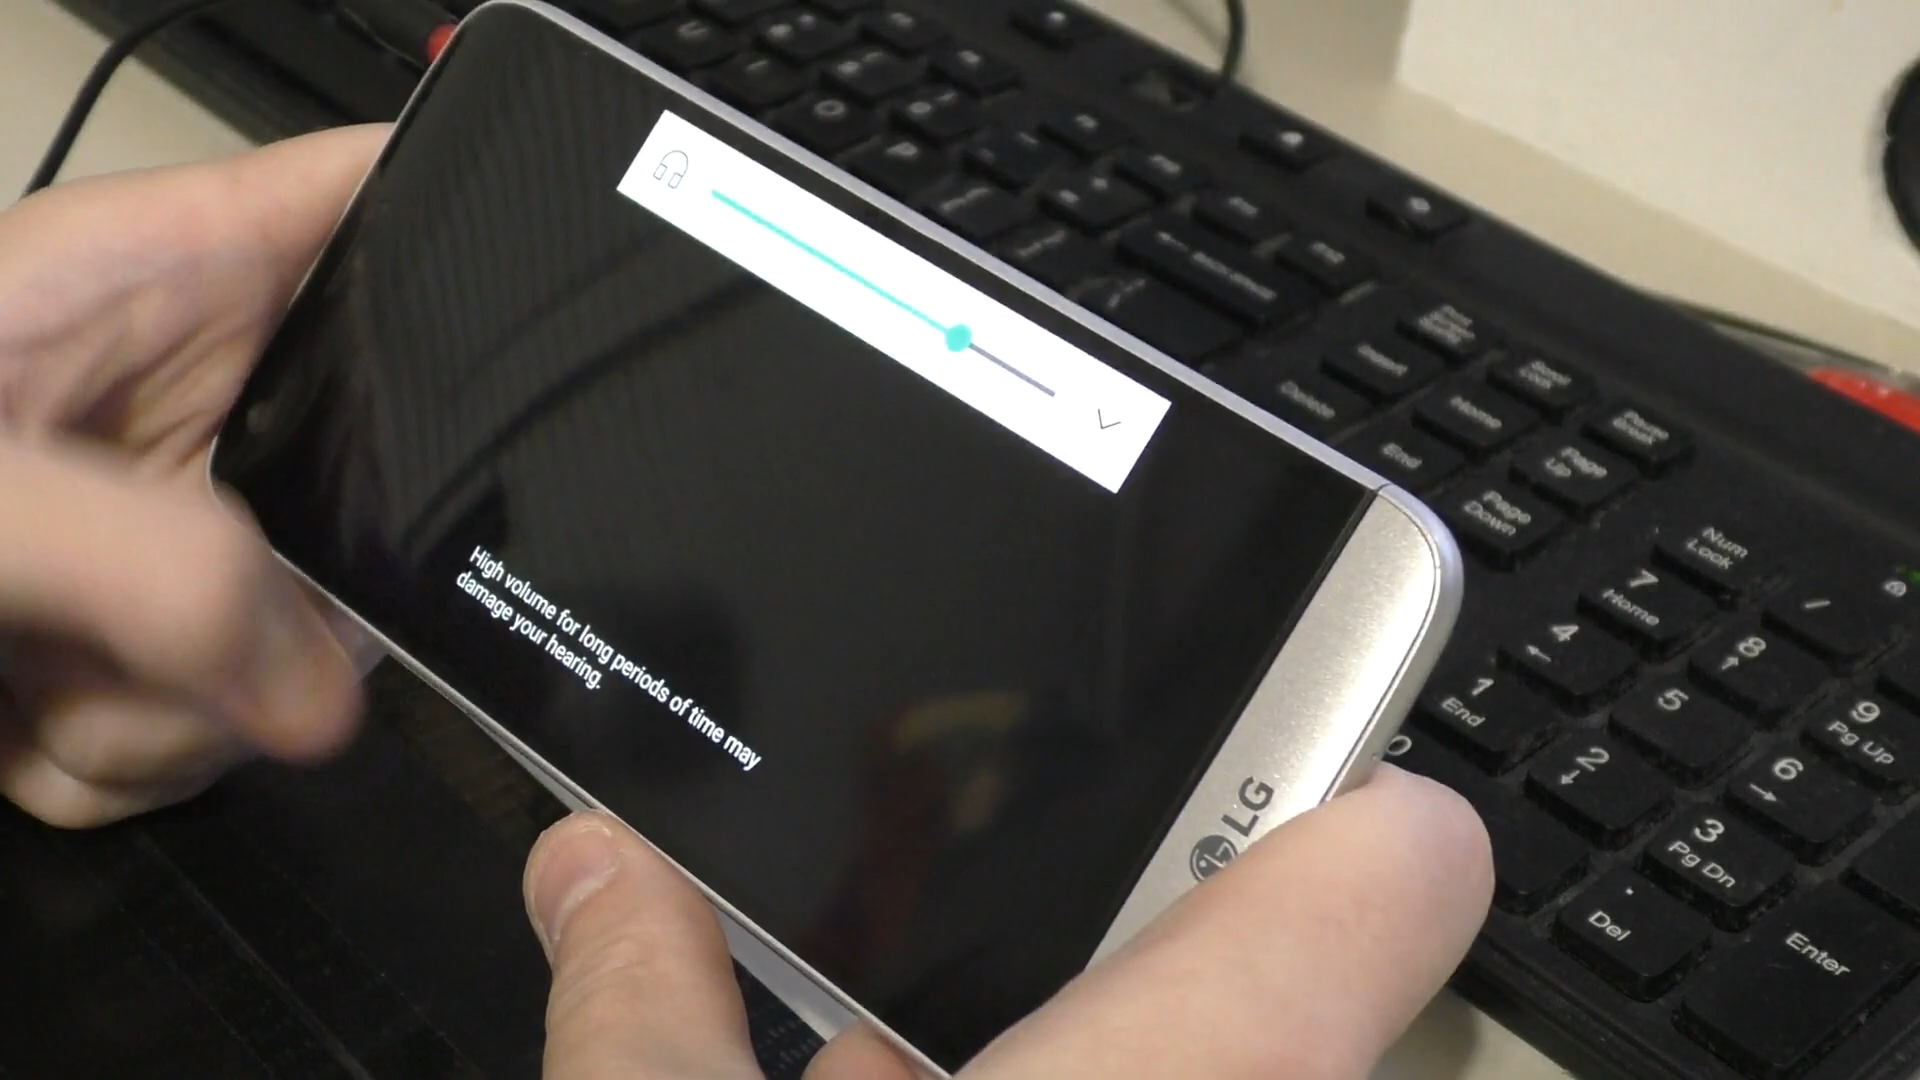 High volume for long periods of time may
damage your hearing.
LG
Delete
Insert
Home
End
Page
Up
Page
Down
Scroll
Lock
Pause
Break
Num
Lock
/
7
Home
8
9
Pg Up
4
5
6
1
End
2
3
Pg Dn
0
.
Del
Enter